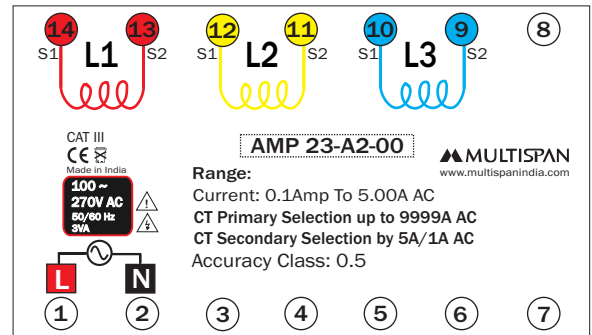 14 13 12 11 10 9 8
L1 L2 L3
S1 S2 S1 S2 S1 S2
CAT III
CE
Made in India
100 ~
270V AC
50/60 Hz
3VA
L N
AMP 23-A2-00
MULTISPAN
www.multispanindia.com
Range:
Current: 0.1Amp To 5.00A AC
CT Primary Selection up to 9999A AC
CT Secondary Selection by 5A/1A AC
Accuracy Class: 0.5
1 2 3 4 5 6 7